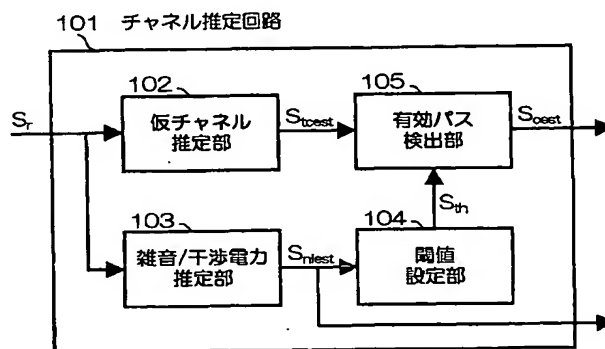 101 チャネル推定回路
102
105
Sr
仮チャネル
推定部
Stcest
有効パス
検出部
Scest
Sth
103
104
雑音/干渉電力
推定部
Sniest
閾値
設定部